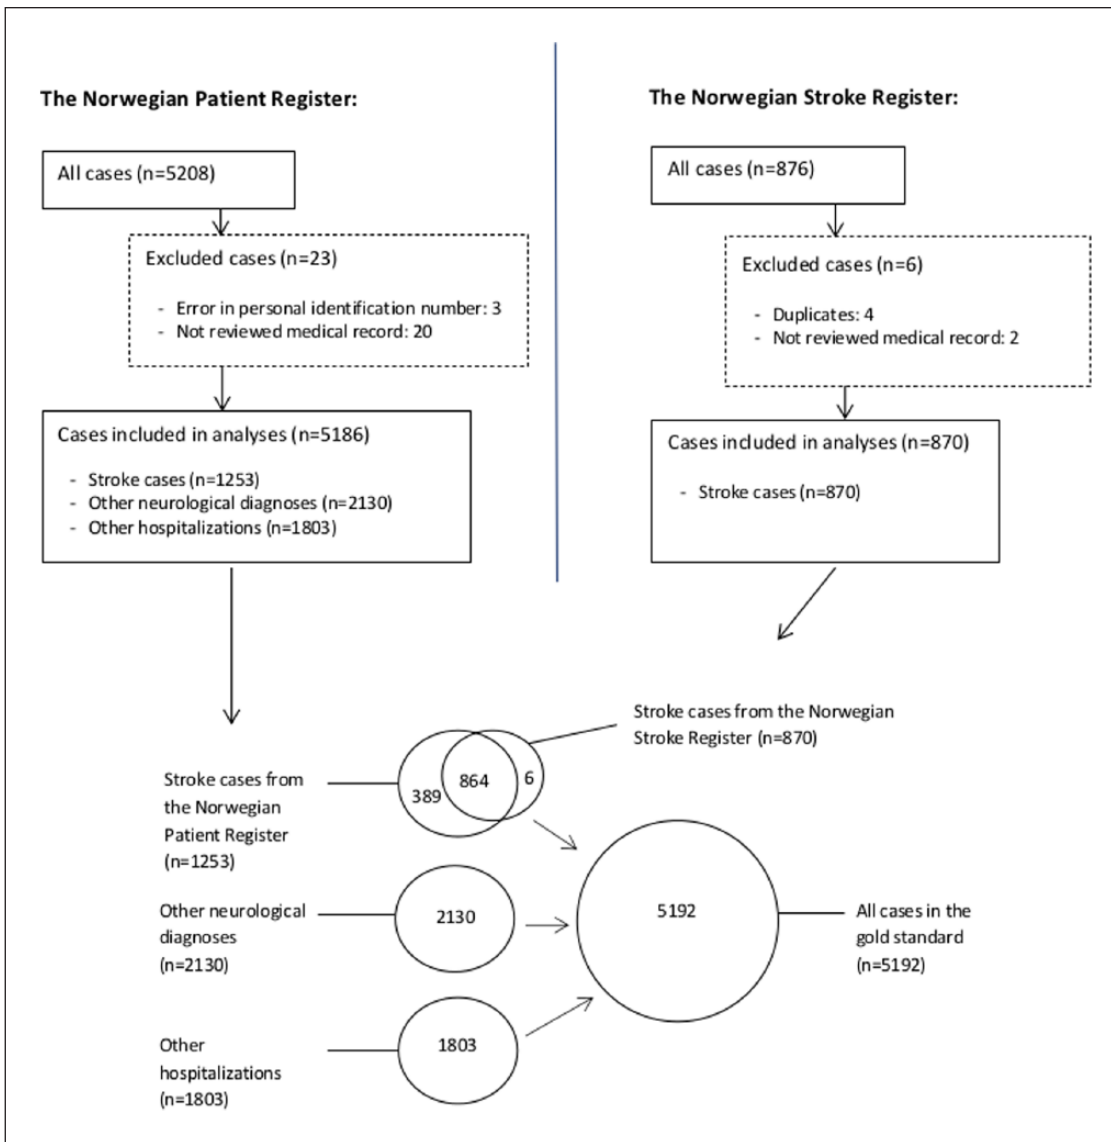 The Norwegian Patient Register:
All cases (n=5208)
Excluded cases (n=23)
- Error in personal identification number: 3
- Not reviewed medical record: 20
Cases included in analyses (n=5186)
- Stroke cases (n=1253)
- Other neurological diagnoses (n=2130)
- Other hospitalizations (n=1803)
The Norwegian Stroke Register:
All cases (n=876)
Excluded cases (n=6)
- Duplicates: 4
- Not reviewed medical record: 2
Cases included in analyses (n=870)
- Stroke cases (n=870)
Stroke cases from the Norwegian
Stroke Register (n=870)
Stroke cases from
the Norwegian
Patient Register
(n=1253)
389
864
6
Other neurological
diagnoses
(n=2130)
2130
5192
All cases in the
gold standard
(n=5192)
Other
hospitalizations
(n=1803)
1803